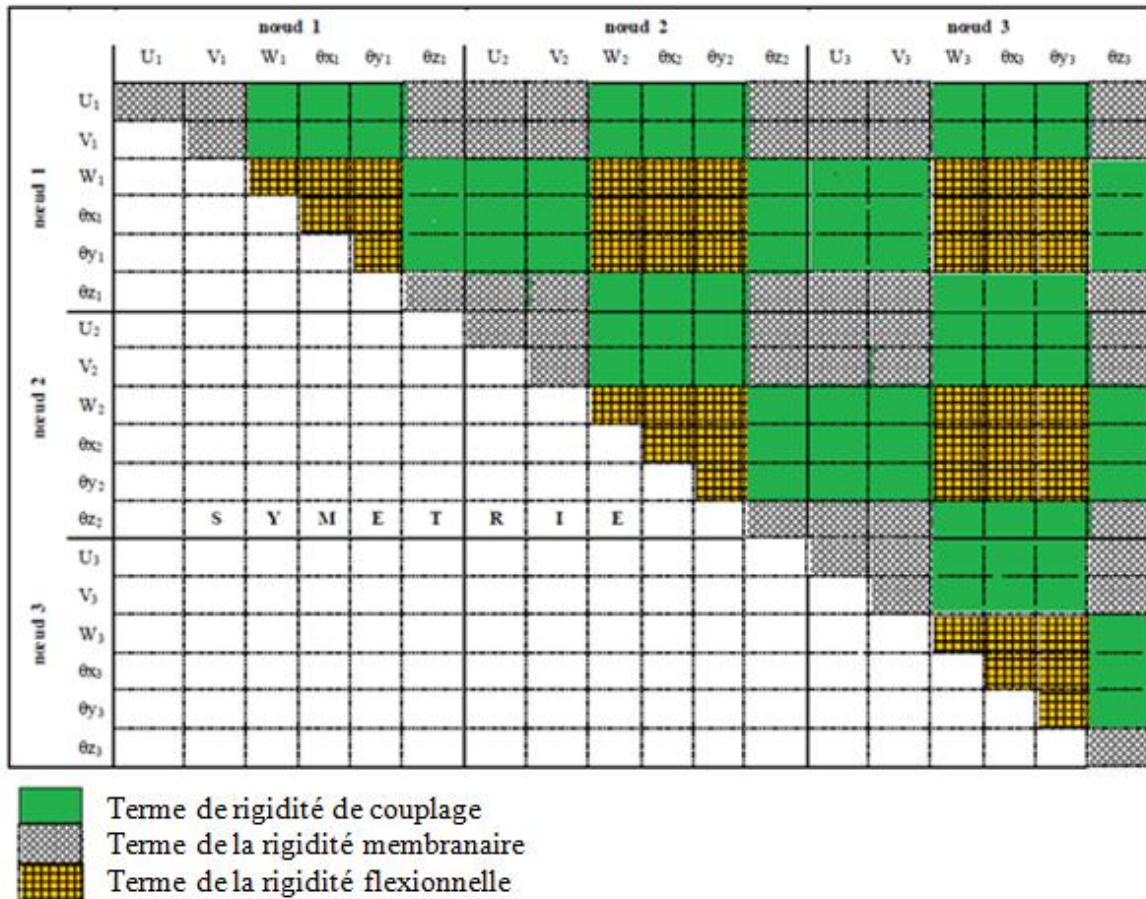 nœud 1 nœud 2 nœud 3
U₁ V₁ W₁ θx₁ θy₁ θz₁ U₂ V₂ W₂ θx₂ θy₂ θz₂ U₃ V₃ W₃ θx₃ θy₃ θz₃
nœud 1
U₁
V₁
W₁
θx₁
θy₁
θz₁
nœud 2
U₂
V₂
W₂
θx₂
θy₂
θz₂ S Y M E T R I E
nœud 3
U₃
V₃
W₃
θx₃
θy₃
θz₃
Terme de rigidité de couplage
Terme de la rigidité membranaire
Terme de la rigidité flexionnelle